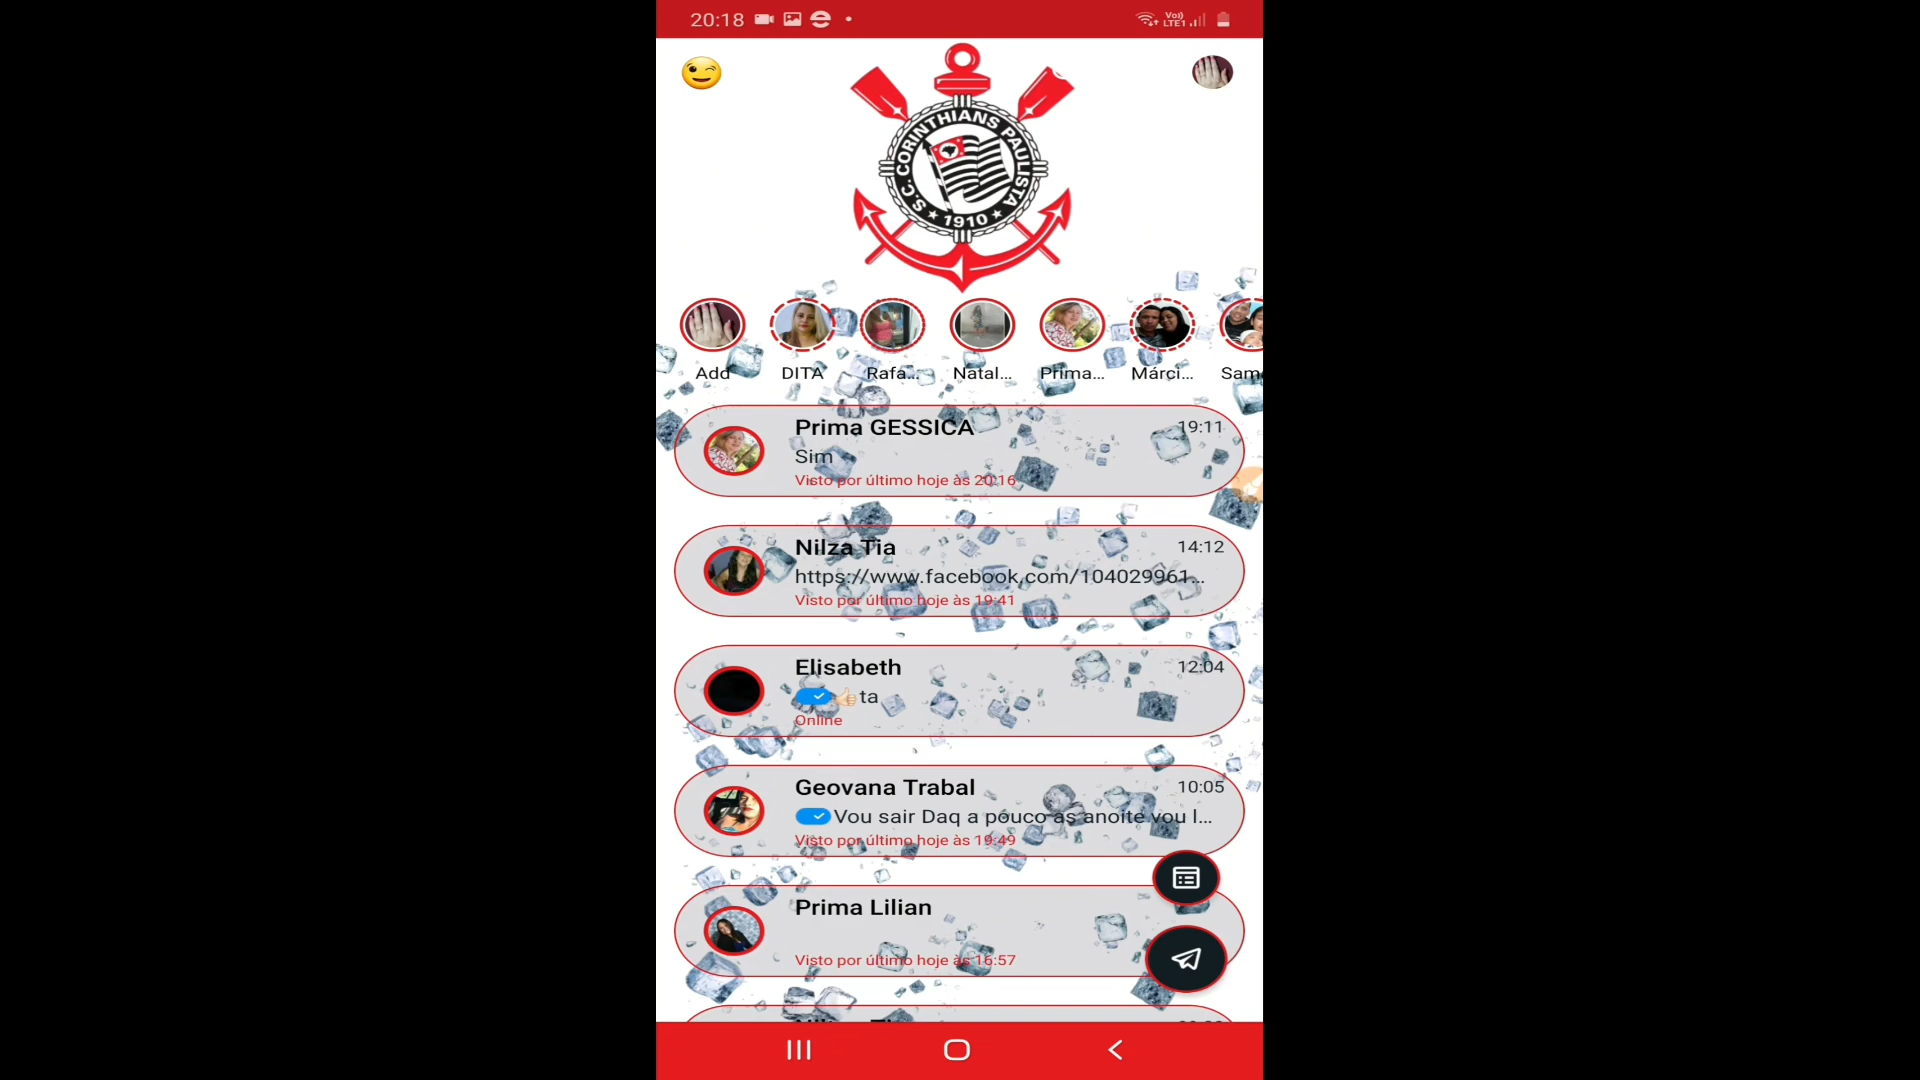 20:18
Vo))
LTE1
S.C. CORINTHIANS PAULISTA
1910
Add
DITA
Rafa...
Natal...
Prima...
Márci...
Sam
Prima GESSICA
19:11
Sim
Visto por último hoje às 20:16
Nilza Tia
14:12
https://www.facebook.com/104029961...
Visto por último hoje às 19:41
Elisabeth
12:04
👍🏻ta
Online
Geovana Trabal
10:05
Vou sair Daq a pouco as anoite vou l...
Visto por último hoje às 19:49
Prima Lilian
Visto por último hoje às 16:57